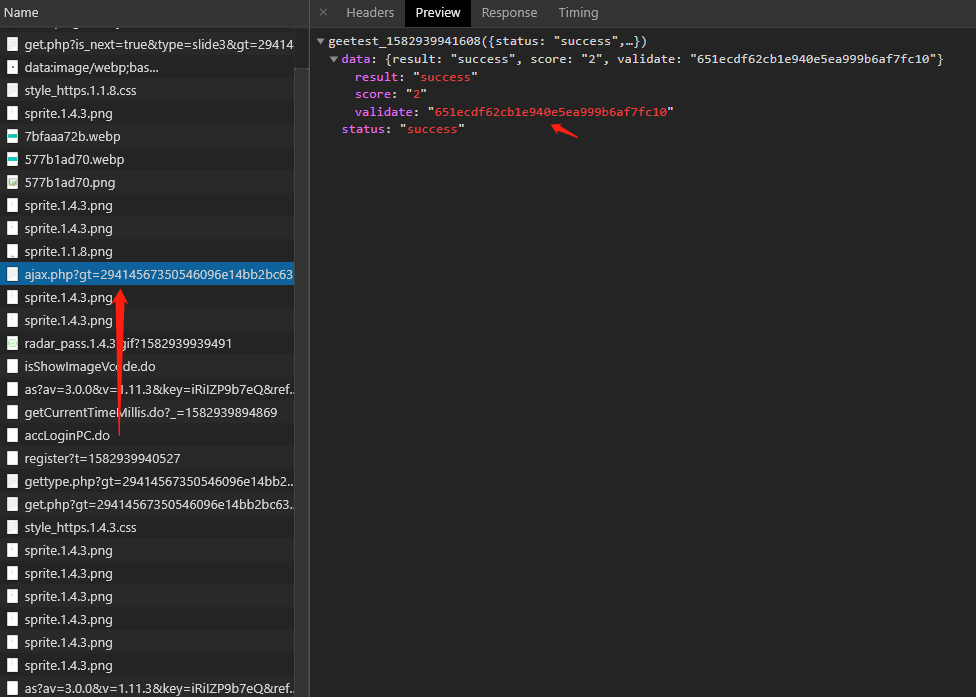 Name
× Headers Preview Response Timing
get.php?is_next=true&type=slide3&gt=29414
data:image/webp;bas...
style_https.1.1.8.css
sprite.1.4.3.png
7bfaaa72b.webp
577b1ad70.webp
577b1ad70.png
sprite.1.4.3.png
sprite.1.4.3.png
sprite.1.1.8.png
ajax.php?gt=29414567350546096e14bb2bc63
sprite.1.4.3.png
sprite.1.4.3.png
radar_pass.1.4.3.gif?1582939939491
isShowImageVcode.do
as?av=3.0.0&v=1.11.3&key=iRiIZP9b7eQ&ref...
getCurrentTimeMillis.do?_=1582939894869
accLoginPC.do
register?t=1582939940527
gettype.php?gt=29414567350546096e14bb2...
get.php?gt=29414567350546096e14bb2bc63...
style_https.1.4.3.css
sprite.1.4.3.png
sprite.1.4.3.png
sprite.1.4.3.png
sprite.1.4.3.png
sprite.1.4.3.png
sprite.1.4.3.png
as?av=3.0.0&v=1.11.3&key=iRiIZP9b7eQ&ref...
geetest_1582939941608({status: "success",…})
data: {result: "success", score: "2", validate: "651ecdf62cb1e940e5ea999b6af7fc10"}
result: "success"
score: "2"
validate: "651ecdf62cb1e940e5ea999b6af7fc10"
status: "success"